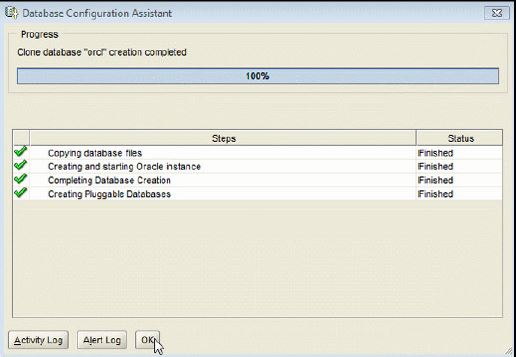 Database Configuration Assistant
Progress
Clone database "orcl" creation completed
100%
Steps Status
Copying database files Finished
Creating and starting Oracle instance Finished
Completing Database Creation Finished
Creating Pluggable Databases Finished
Activity Log Alert Log OK